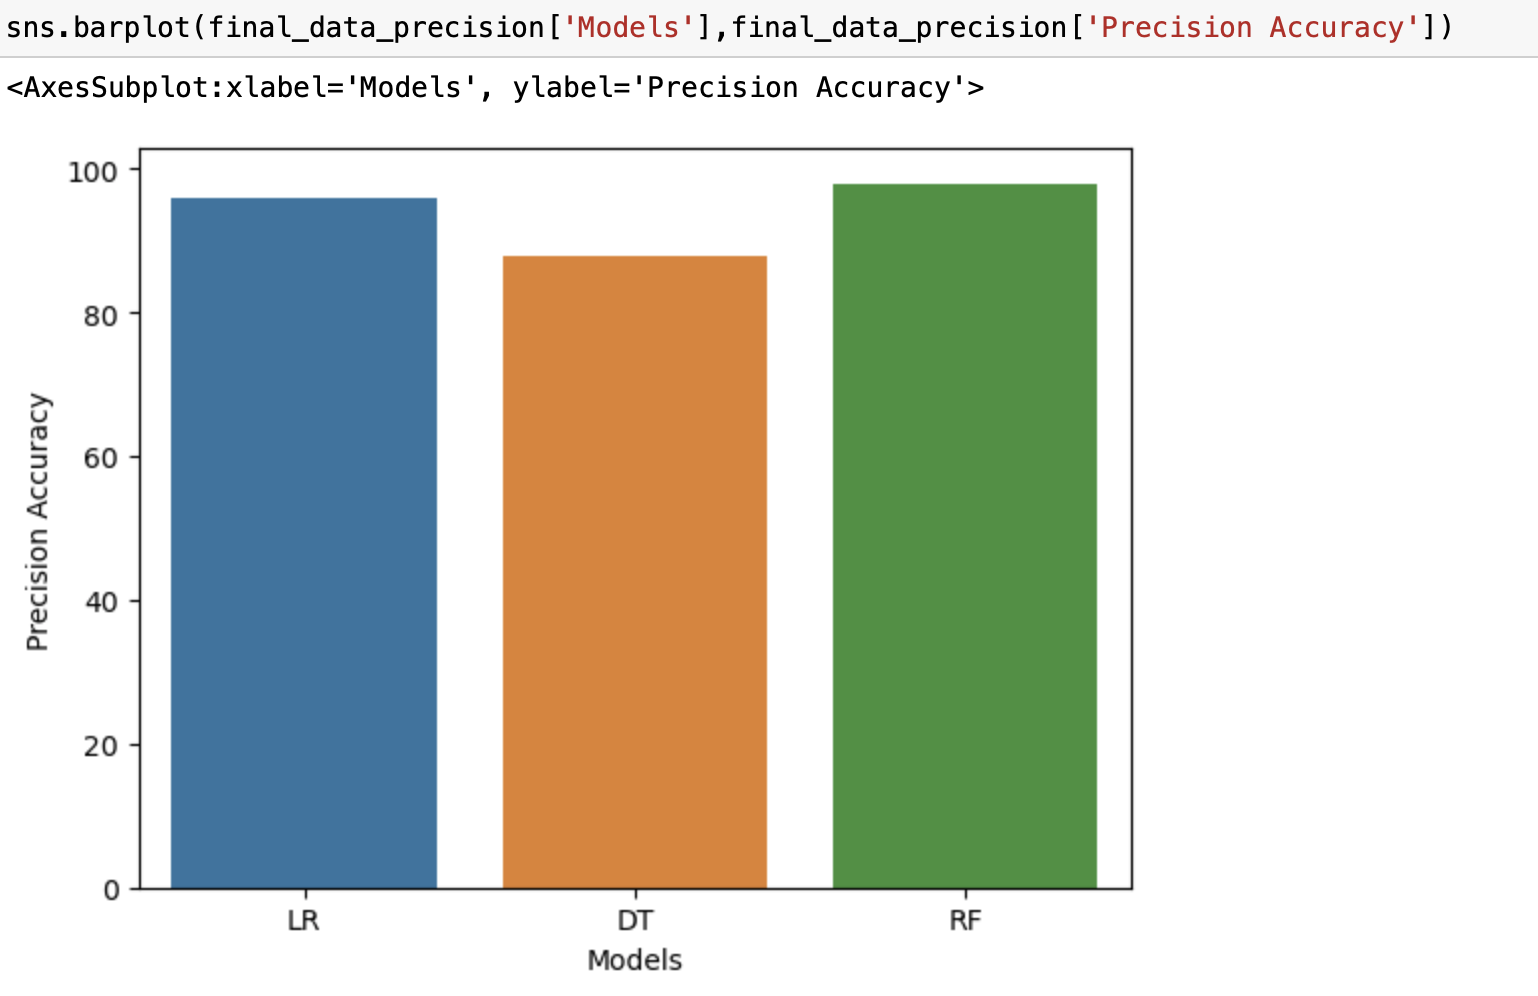 sns.barplot(final_data_precision['Models'],final_data_precision['Precision Accuracy'])
<AxesSubplot:xlabel='Models', ylabel='Precision Accuracy'>
100
80
60
40
20
0
Precision Accuracy
LR DT RF
Models